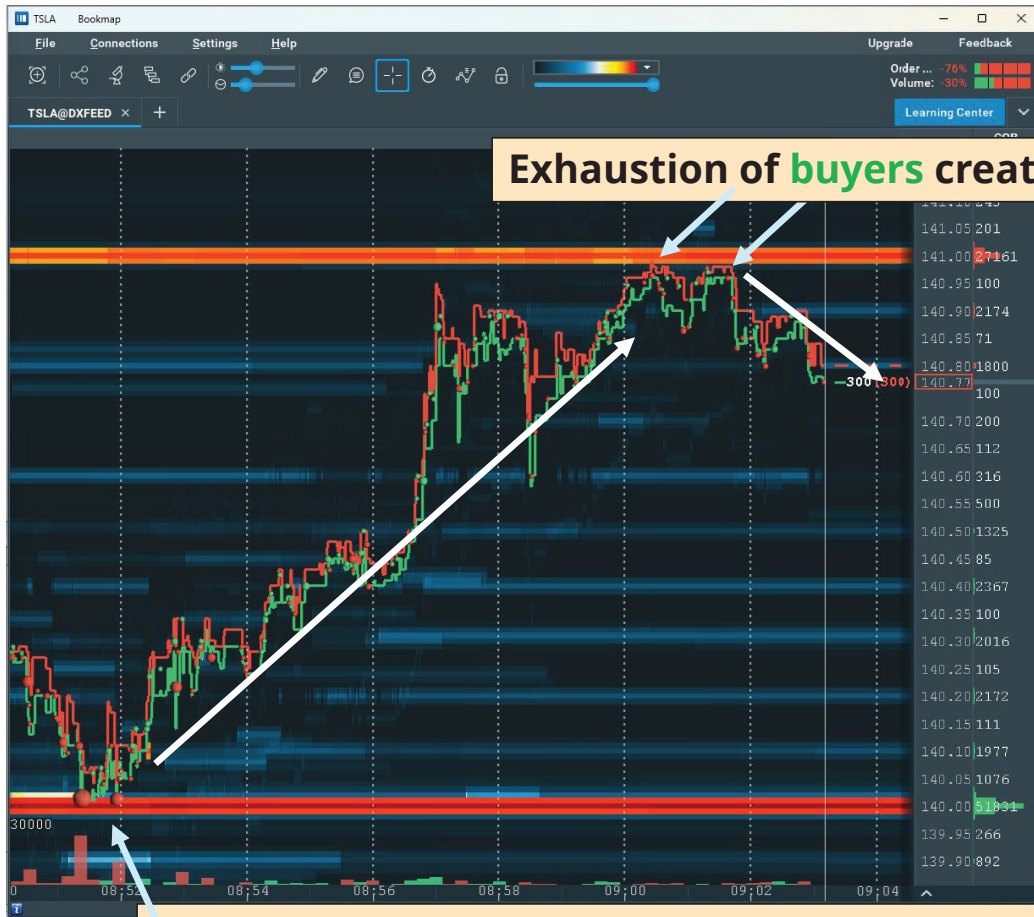 TSLA Bookmap
File Connections Settings Help Upgrade Feedback
Order ... -76%
Volume: -30%
TSLA@DXFEED × +
Learning Center
Exhaustion of buyers creat
141.05 201
141.00 27161
140.95 100
140.90 2174
140.85 71
140.80 1800
300 (300) 140.77
100
140.70 200
140.65 112
140.60 316
140.55 500
140.50 1325
140.45 85
140.40 2367
140.35 100
140.30 2016
140.25 105
140.20 2172
140.15 111
140.10 1977
140.05 1076
140.00 51831
30000
139.95 266
139.90 892
0 08:52 08:54 08:56 08:58 09:00 09:02 09:04